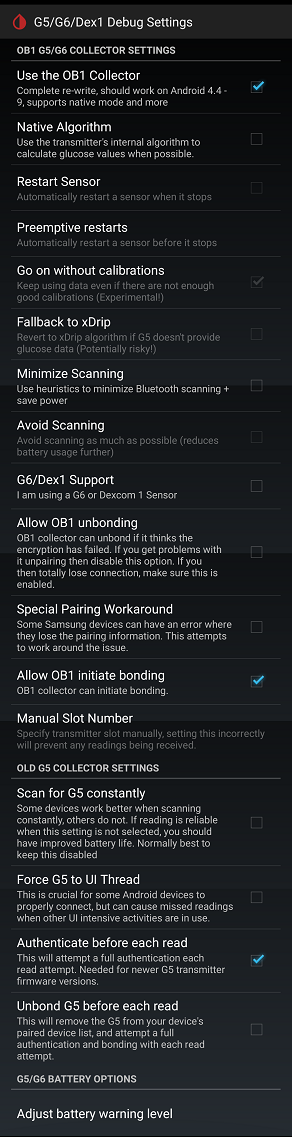 G5/G6/Dex1 Debug Settings
OB1 G5/G6 COLLECTOR SETTINGS
Use the OB1 Collector
Complete re-write, should work on Android 4.4 -
9, supports native mode and more
Native Algorithm
Use the transmitter's internal algorithm to
calculate glucose values when possible.
Restart Sensor
Automatically restart a sensor when it stops
Preemptive restarts
Automatically restart a sensor before it stops
Go on without calibrations
Keep using data even if there are not enough
good calibrations (Experimental!)
Fallback to xDrip
Revert to xDrip algorithm if G5 doesn't provide
glucose data (Potentially risky!)
Minimize Scanning
Use heuristics to minimize Bluetooth scanning +
save power
Avoid Scanning
Avoid scanning as much as possible (reduces
battery usage further)
G6/Dex1 Support
I am using a G6 or Dexcom 1 Sensor
Allow OB1 unbonding
OB1 collector can unbond if it thinks the
encryption has failed. If you get problems with
it unpairing then disable this option. If you
then totally lose connection, make sure this is
enabled.
Special Pairing Workaround
Some Samsung devices can have an error where
they lose the pairing information. This attempts
to work around the issue.
Allow OB1 initiate bonding
OB1 collector can initiate bonding.
Manual Slot Number
Specify transmitter slot manually, setting this incorrectly
will prevent any readings being received.
OLD G5 COLLECTOR SETTINGS
Scan for G5 constantly
Some devices work better when scanning
constantly, others do not. If reading is reliable
when this setting is not selected, you should
have improved battery life. Normally best to
keep this disabled
Force G5 to UI Thread
This is crucial for some Android devices to
properly connect, but can cause missed readings
when other UI intensive activities are in use.
Authenticate before each read
This will attempt a full authentication each
read attempt. Needed for newer G5 transmitter
firmware versions.
Unbond G5 before each read
This will remove the G5 from your device's
paired device list, and attempt a full
authentication and bonding with each read
attempt.
G5/G6 BATTERY OPTIONS
Adjust battery warning level